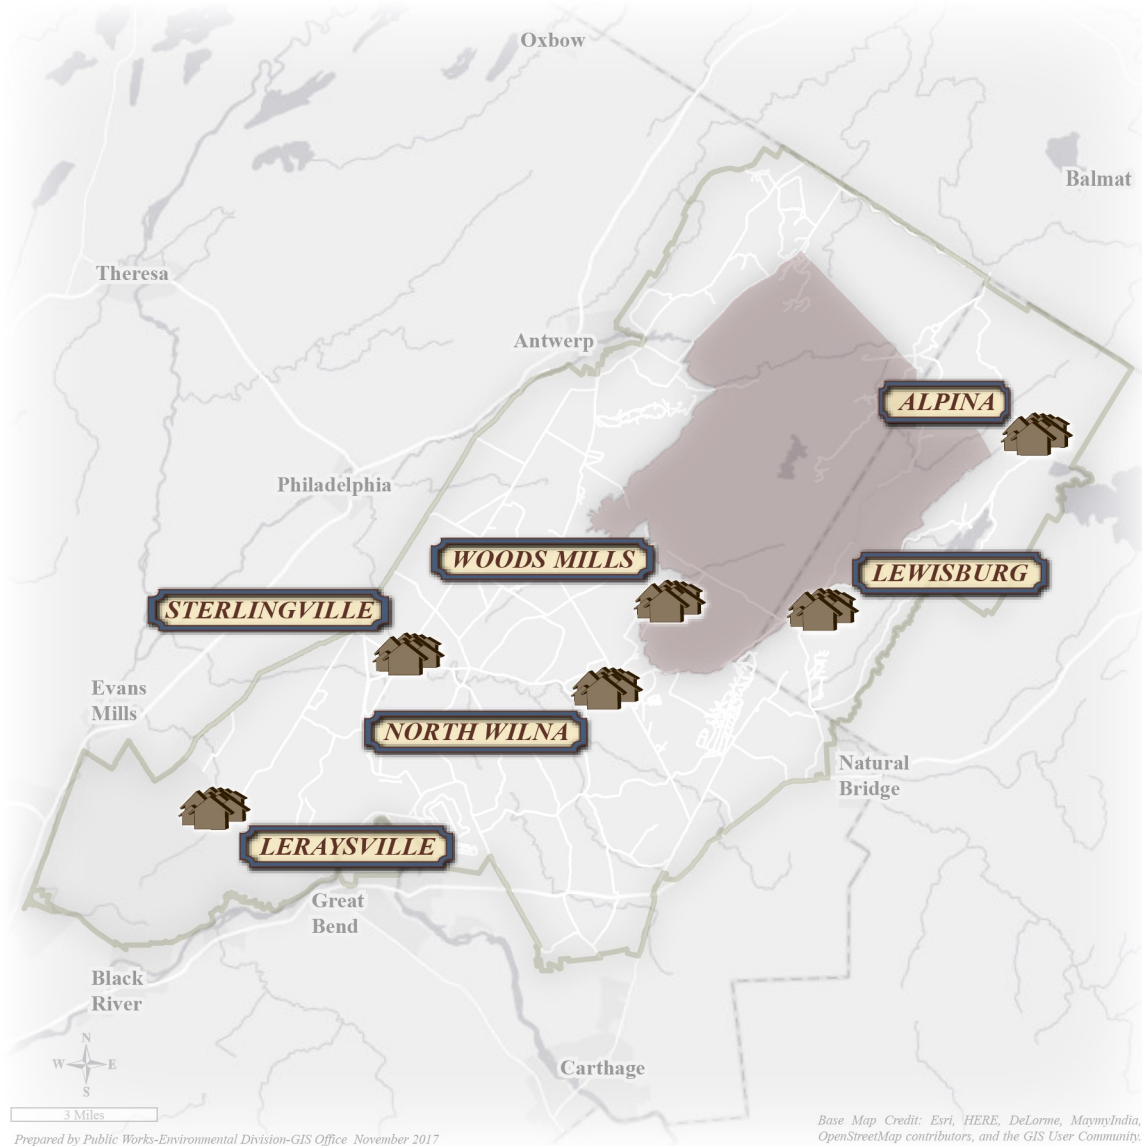 Oxbow
Balmat
Theresa
Antwerp
ALPINA
Philadelphia
WOODS MILLS
LEWISBURG
STERLINGVILLE
Evans
Mills
NORTH WILNA
Natural
Bridge
LERAYSVILLE
Great
Bend
Black
River
N
W E
S
Carthage
3 Miles
Prepared by Public Works-Environmental Division-GIS Office November 2017
Base Map Credit: Esri, HERE, DeLorme, MaymyIndia,
OpenStreetMap contributors, and the GIS User Community